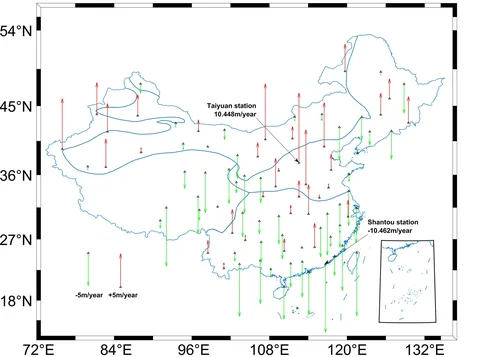 54°N
45°N
36°N
27°N
18°N
Taiyuan station
10.448m/year
Shantou station
-10.462m/year
-5m/year +5m/year
72°E 84°E 96°E 108°E 120°E 132°E